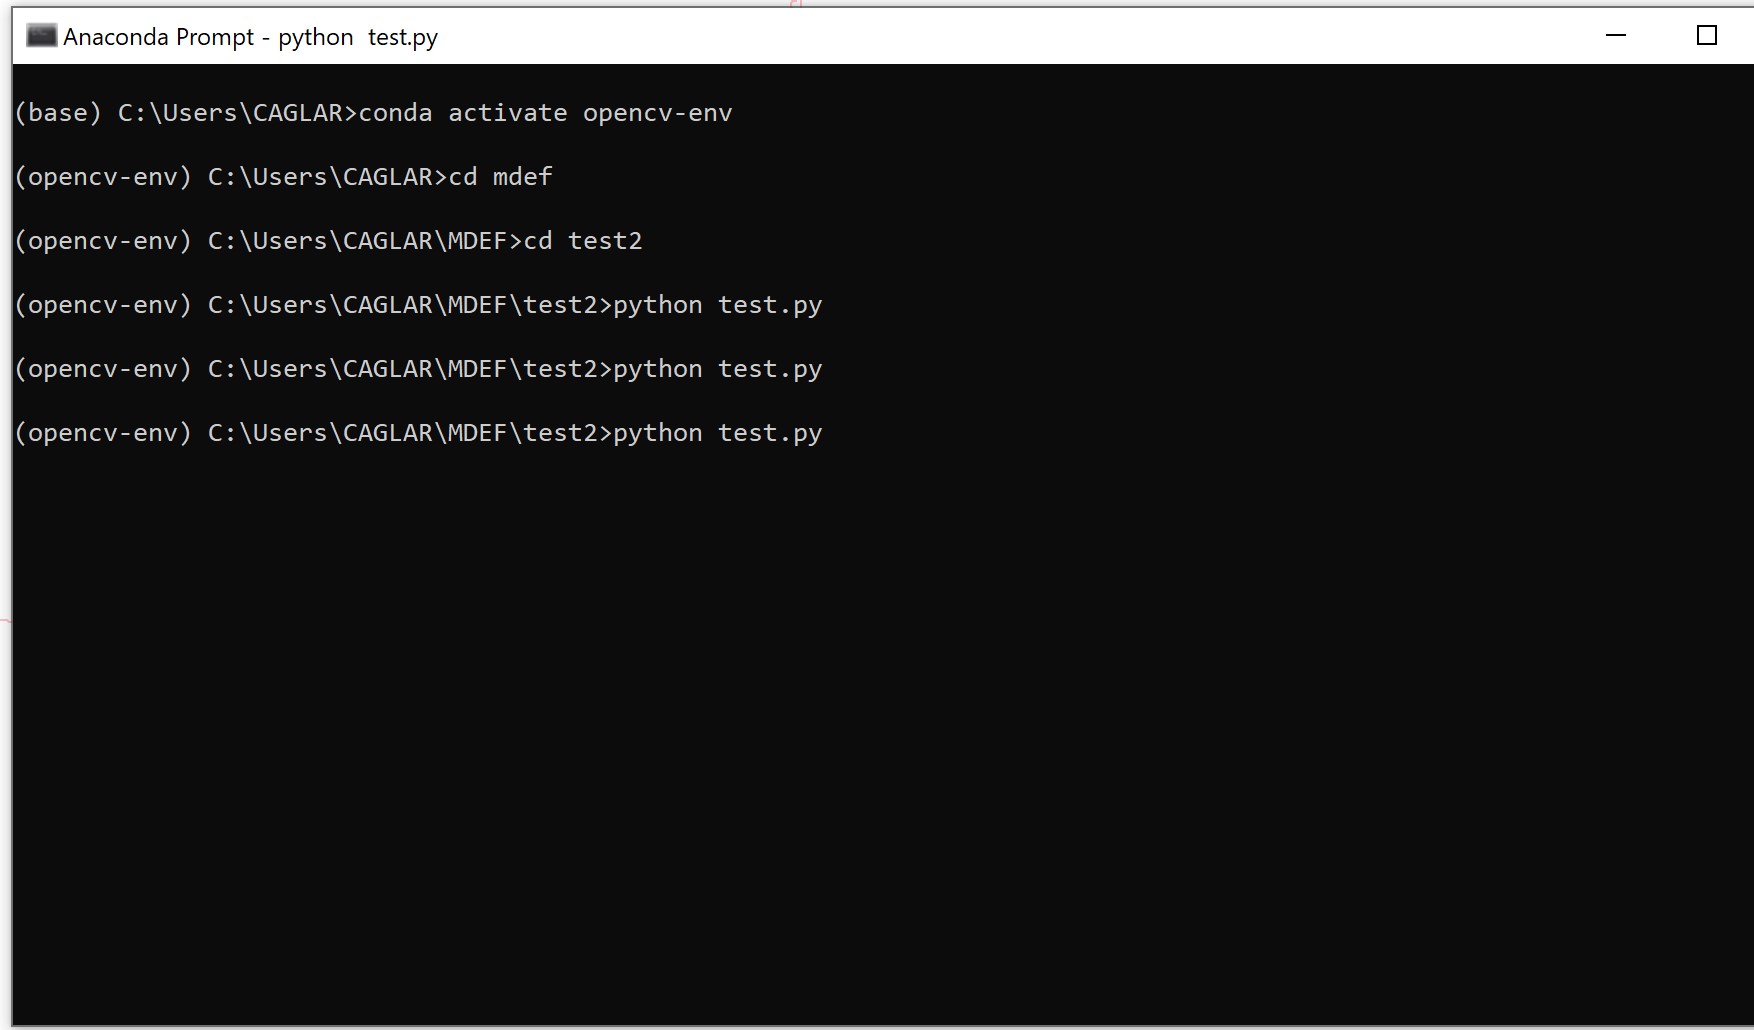 Anaconda Prompt - python  test.py
(base) C:\Users\CAGLAR>conda activate opencv-env
(opencv-env) C:\Users\CAGLAR>cd mdef
(opencv-env) C:\Users\CAGLAR\MDEF>cd test2
(opencv-env) C:\Users\CAGLAR\MDEF\test2>python test.py
(opencv-env) C:\Users\CAGLAR\MDEF\test2>python test.py
(opencv-env) C:\Users\CAGLAR\MDEF\test2>python test.py